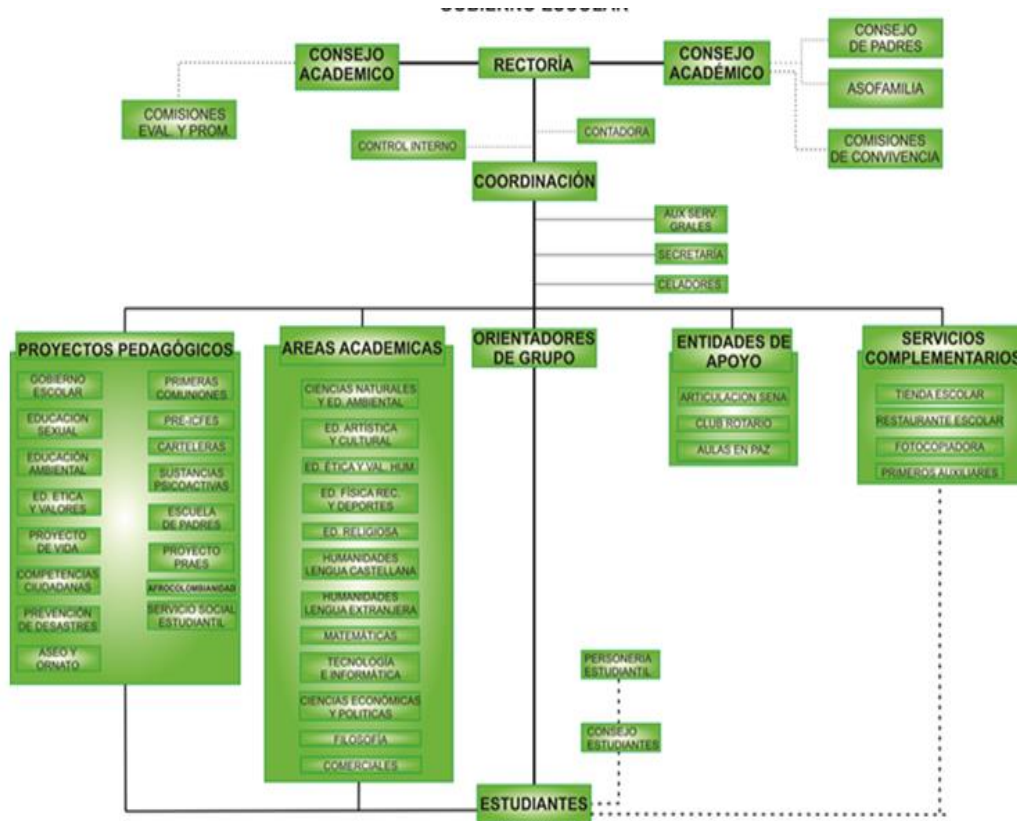 GOBIERNO ESCOLAR
CONSEJO
ACADEMICO
RECTORÍA
CONSEJO
ACADÉMICO
CONSEJO
DE PADRES
ASOFAMILIA
COMISIONES
EVAL. Y PROM.
CONTADORA
CONTROL INTERNO
COMISIONES
DE CONVIVENCIA
COORDINACIÓN
AUX SERV.
GRALES
SECRETARÍA
CELADORES
PROYECTOS PEDAGÓGICOS
GOBIERNO
ESCOLAR
EDUCACION
SEXUAL
EDUCACIÓN
AMBIENTAL
ED. ETICA
Y VALORES
PROYECTO
DE VIDA
COMPETENCIAS
CIUDADANAS
PREVENCIÓN
DE DESASTRES
ASEO Y
ORNATO
PRIMERAS
COMUNIONES
PRE-ICFES
CARTELERAS
SUSTANCIAS
PSICOACTIVAS
ESCUELA
DE PADRES
PROYECTO
PRAES
AFROCOLOMBIANIDAD
SERVICIO SOCIAL
ESTUDIANTIL
AREAS ACADEMICAS
CIENCIAS NATURALES
Y ED. AMBIENTAL
ED. ARTÍSTICA
Y CULTURAL
ED. ÉTICA Y VAL. HUM.
ED. FÍSICA REC.
Y DEPORTES
ED. RELIGIOSA
HUMANIDADES
LENGUA CASTELLANA
HUMANIDADES
LENGUA EXTRANJERA
MATEMÁTICAS
TECNOLOGÍA
E INFORMÁTICA
CIENCIAS ECONÓMICAS
Y POLITICAS
FILOSOFÍA
COMERCIALES
ORIENTADORES
DE GRUPO
ENTIDADES DE
APOYO
ARTICULACIÓN SENA
CLUB ROTARIO
AULAS EN PAZ
SERVICIOS
COMPLEMENTARIOS
TIENDA ESCOLAR
RESTAURANTE ESCOLAR
FOTOCOPIADORA
PRIMEROS AUXILIARES
PERSONERIA
ESTUDIANTIL
CONSEJO
ESTUDIANTES
ESTUDIANTES